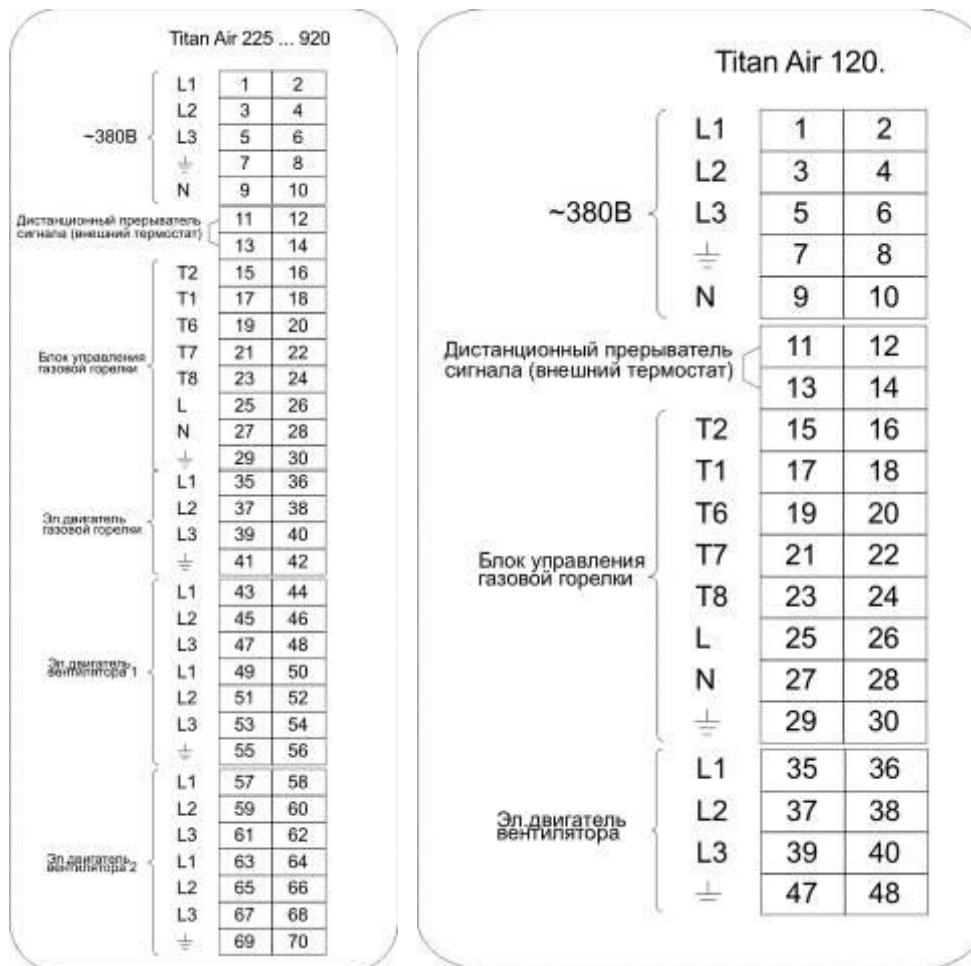 Titan Air 225 ... 920
L1 1 2
L2 3 4
~380В L3 5 6
7 8
N 9 10
Дистанционный прерыватель 11 12
сигнала (внешний термостат) 13 14
T2 15 16
T1 17 18
T6 19 20
Блок управления T7 21 22
газовой горелки T8 23 24
L 25 26
N 27 28
29 30
L1 35 36
Эл.двигатель L2 37 38
газовой горелки L3 39 40
41 42
L1 43 44
L2 45 46
L3 47 48
Эл.двигатель
вентилятора 1 L1 49 50
L2 51 52
L3 53 54
55 56
L1 57 58
L2 59 60
L3 61 62
Эл.двигатель
вентилятора 2 L1 63 64
L2 65 66
L3 67 68
69 70
Titan Air 120.
L1 1 2
L2 3 4
~380В L3 5 6
7 8
N 9 10
Дистанционный прерыватель 11 12
сигнала (внешний термостат) 13 14
T2 15 16
T1 17 18
T6 19 20
Блок управления T7 21 22
газовой горелки T8 23 24
L 25 26
N 27 28
29 30
L1 35 36
Эл.двигатель L2 37 38
вентилятора L3 39 40
47 48